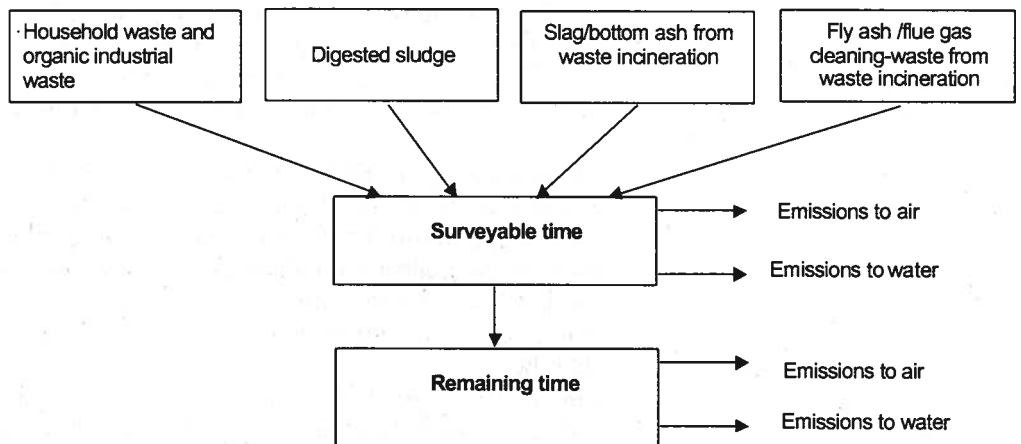 Household waste and
organic industrial
waste
Digested sludge
Slag/bottom ash from
waste incineration
Fly ash /flue gas
cleaning-waste from
waste incineration
Surveyable time
Emissions to air
Emissions to water
Remaining time
Emissions to air
Emissions to water